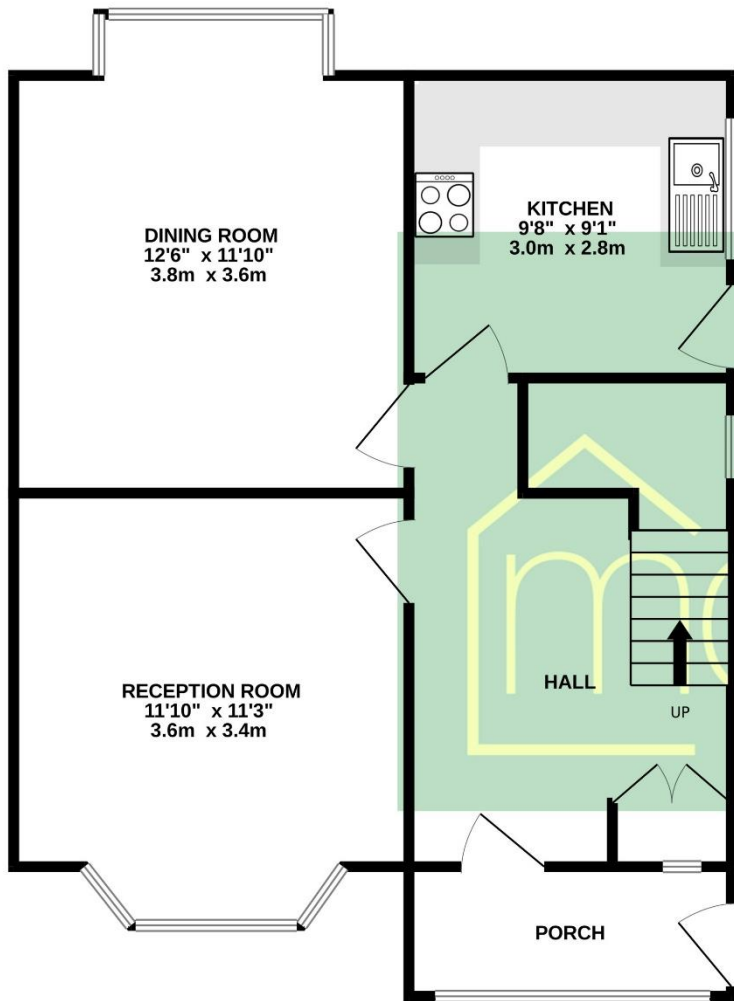 DINING ROOM
12'6" x 11'10"
3.8m x 3.6m
KITCHEN
9'8" x 9'1"
3.0m x 2.8m
RECEPTION ROOM
11'10" x 11'3"
3.6m x 3.4m
HALL
UP
PORCH